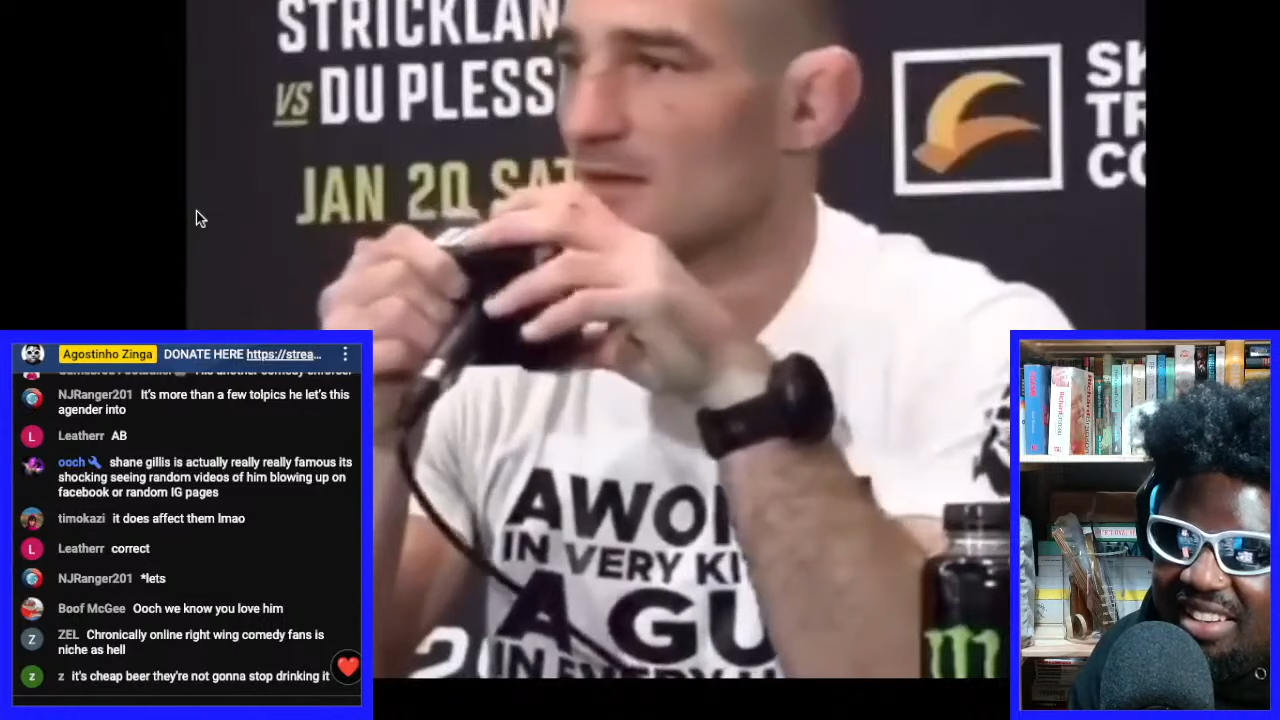 STRICKLAN
VS DU PLESS
JAN 20 SAT
SK
TR
CO
AWOM
IN VERY KI
A GU
IN EVERY
20
Agostinho Zinga DONATE HERE https://strea...
NJRanger201 It's more than a few tolpics he let's this
agender into
Leatherr AB
ooch shane gillis is actually really really famous its
shocking seeing random videos of him blowing up on
facebook or random IG pages
timokazi it does affect them lmao
Leatherr correct
NJRanger201 *lets
Boof McGee Ooch we know you love him
ZEL Chronically online right wing comedy fans is
niche as hell
z it's cheap beer they're not gonna stop drinking it